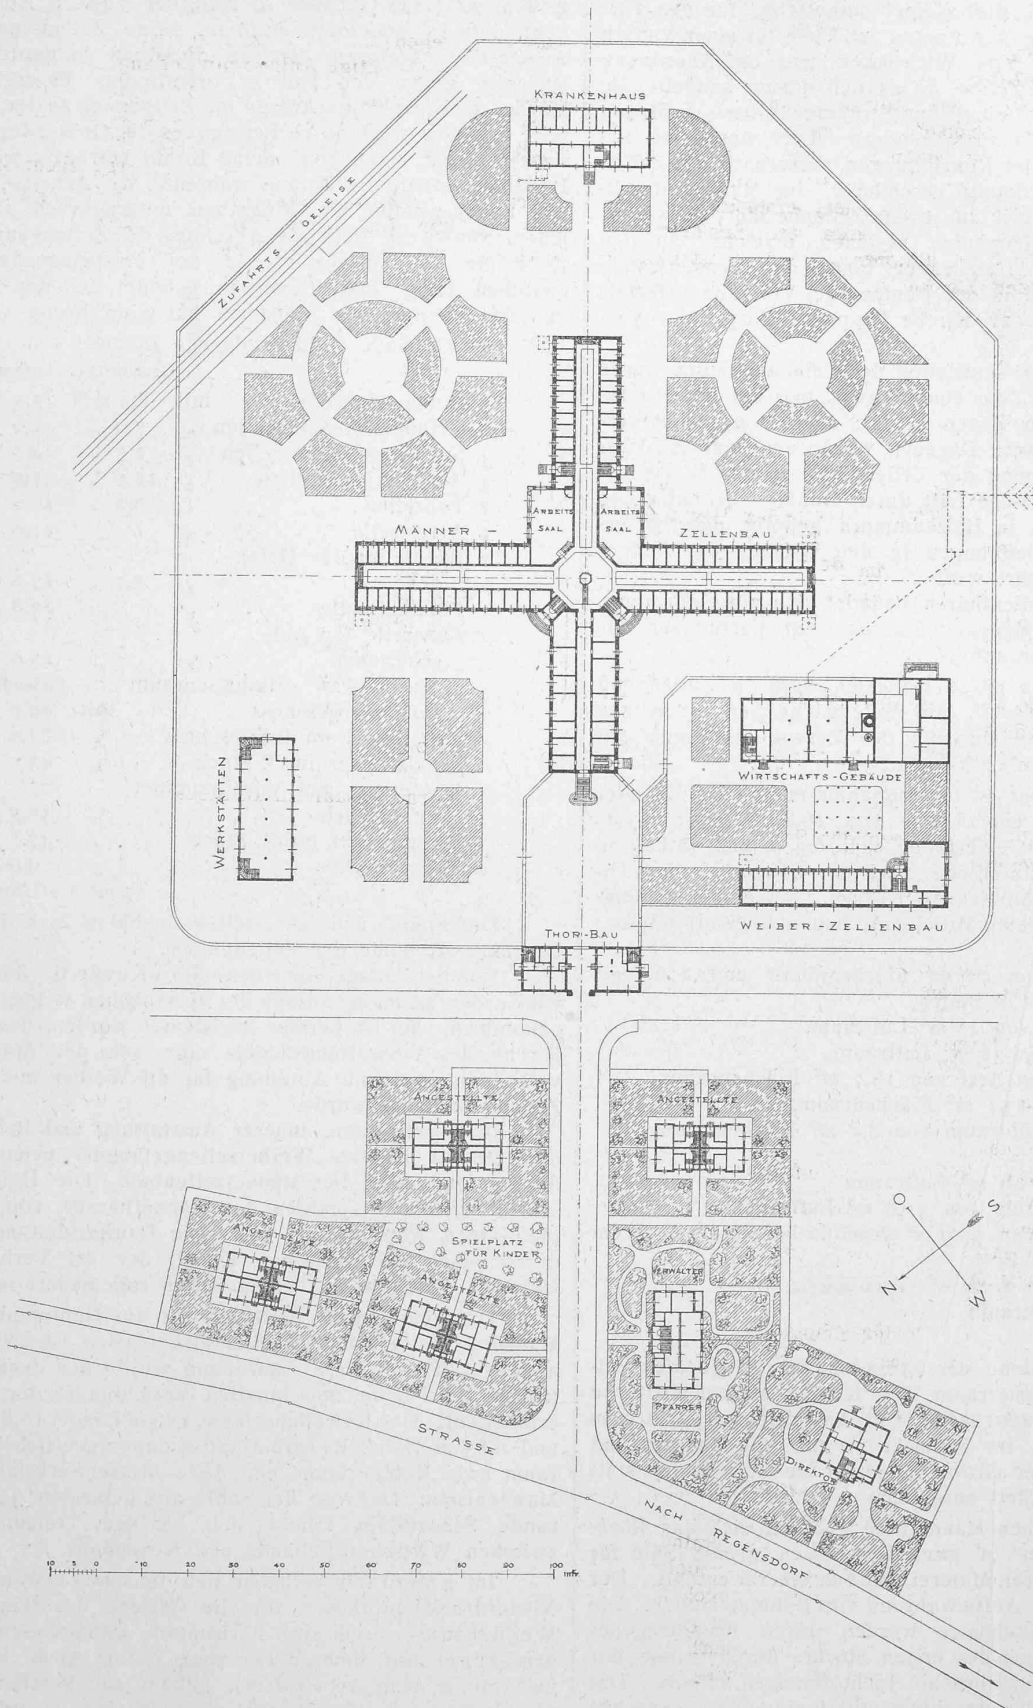 KRANKENHAUS
ZUFAHRTS-GELEISE
ARBEITS
SAAL
ARBEITS
SAAL
MÄNNER -
ZELLENBAU
WERKSTÄTTEN
WIRTSCHAFTS-GEBÄUDE
WEIBER-ZELLENBAU
THOR-BAU
ANGESTELLTE
ANGESTELLTE
ANGESTELLTE
SPIELPLATZ
FÜR KINDER
ANGESTELLTE
VERWALTER
O
S
N
W
PFARRER
DIREKTOR
STRASSE
NACH REGENSDORF
10 5 0 10 20 30 40 50 60 70 80 90 100 mtr